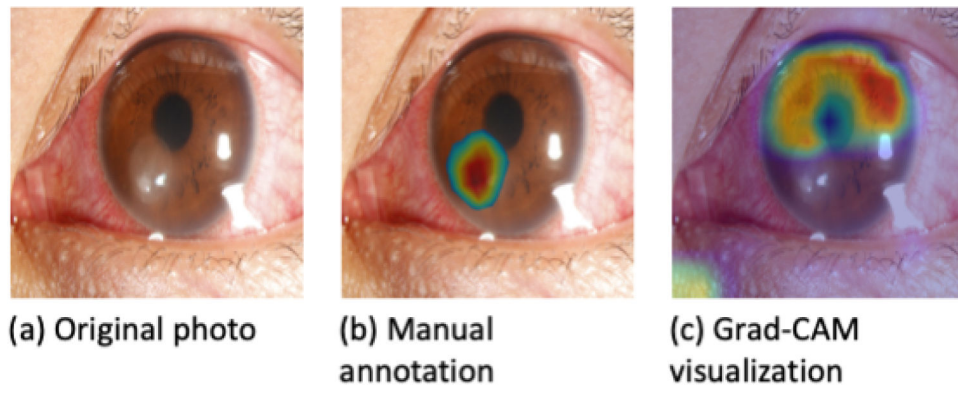 (a) Original photo
(b) Manual
annotation
(c) Grad-CAM
visualization